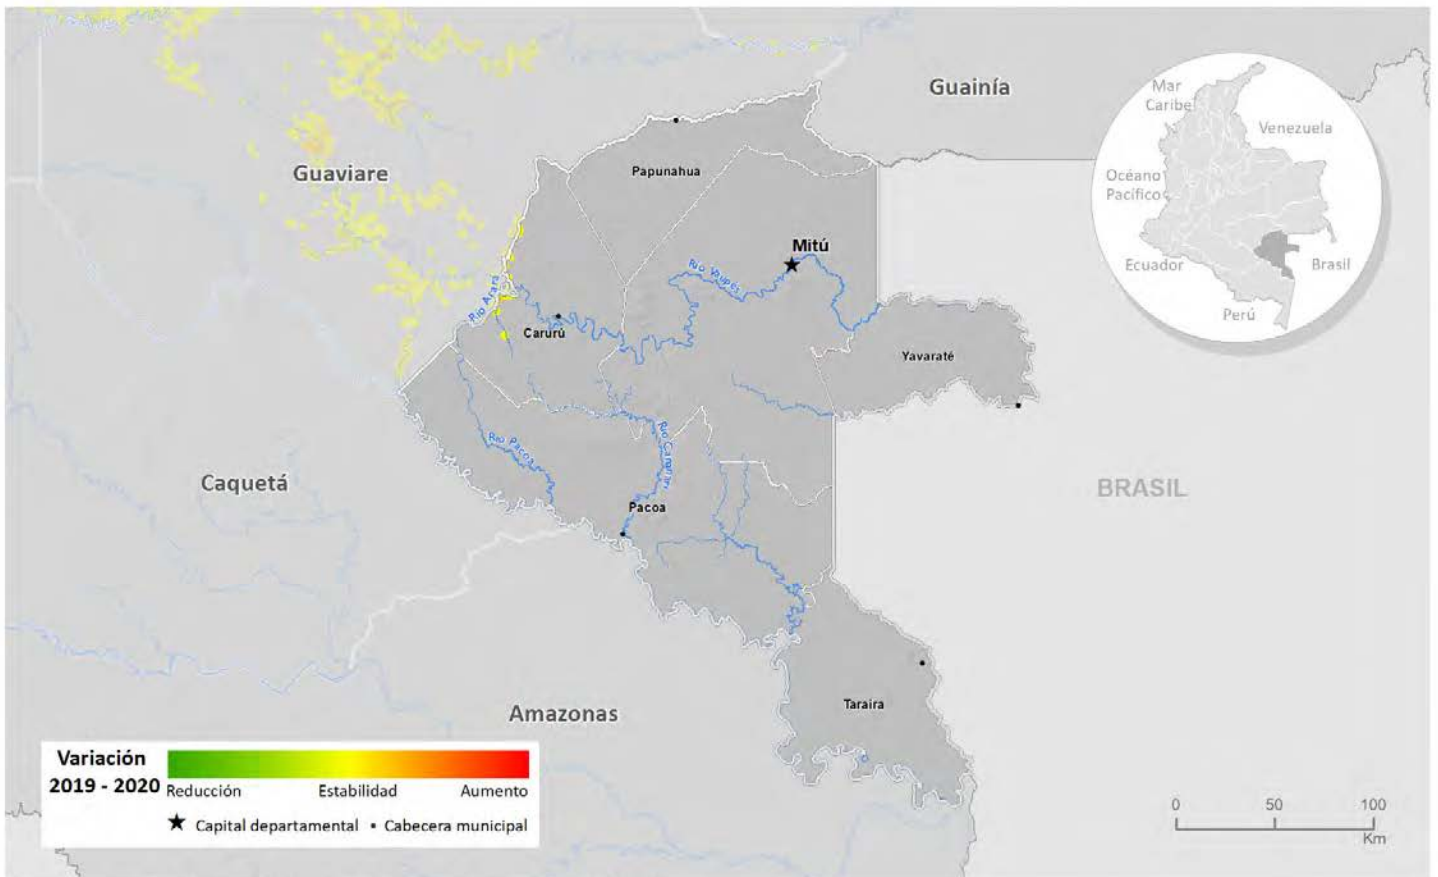 Guainía
Mar
Caribe
Venezuela
Océano
Pacífico
Ecuador
Brasil
Perú
Guaviare
Papunahua
Mitú
Río Vaupés
Río Arara
Carurú
Yavaraté
Río Pacoa
Río Cananarí
Caquetá
BRASIL
Pacoa
Amazonas
Taraira
Variación
2019 - 2020
Reducción
Estabilidad
Aumento
Capital departamental
Cabecera municipal
0 50 100
Km